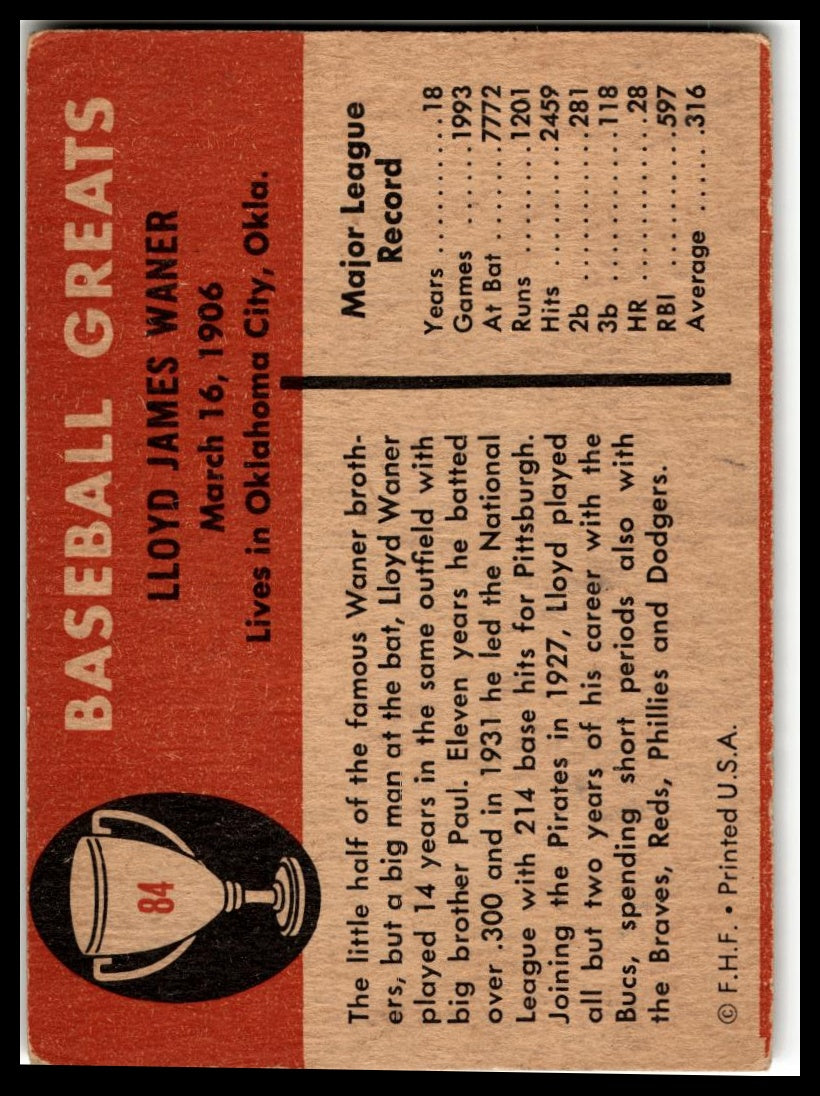 84
BASEBALL GREATS
LLOYD JAMES WANER
March 16, 1906
Lives in Oklahoma City, Okla.
The little half of the famous Waner broth-
ers, but a big man at the bat, Lloyd Waner
played 14 years in the same outfield with
big brother Paul. Eleven years he batted
over .300 and in 1931 he led the National
League with 214 base hits for Pittsburgh.
Joining the Pirates in 1927, Lloyd played
all but two years of his career with the
Bucs, spending short periods also with
the Braves, Reds, Phillies and Dodgers.
Major League
Record
Years ..........18
Games ......1993
At Bat .......7772
Runs ........1201
Hits .........2459
2b ..........281
3b ...........118
HR ...........28
RBI ..........597
Average ......316
© F.H.F. • Printed U.S.A.